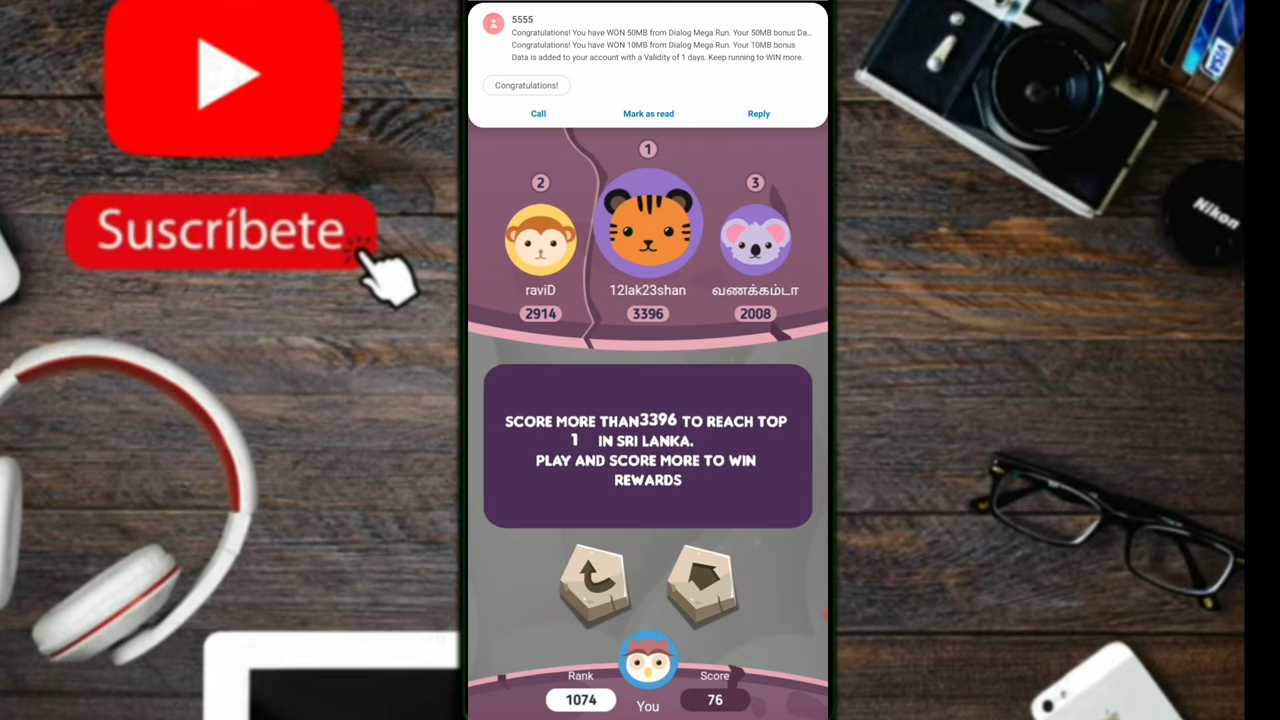 5555
Congratulations! You have WON 50MB from Dialog Mega Run. Your 50MB bonus Da...
Congratulations! You have WON 10MB from Dialog Mega Run. Your 10MB bonus
Data is added to your account with a Validity of 1 days. Keep running to WIN more.
Congratulations!
Call Mark as read Reply
VISA
Nikon
Suscríbete
1
2
3
raviD
12lak23shan
வணக்கம்டா
2914
3396
2008
SCORE MORE THAN 3396 TO REACH TOP
1 IN SRI LANKA.
PLAY AND SCORE MORE TO WIN
REWARDS
Rank
Score
1074
You
76